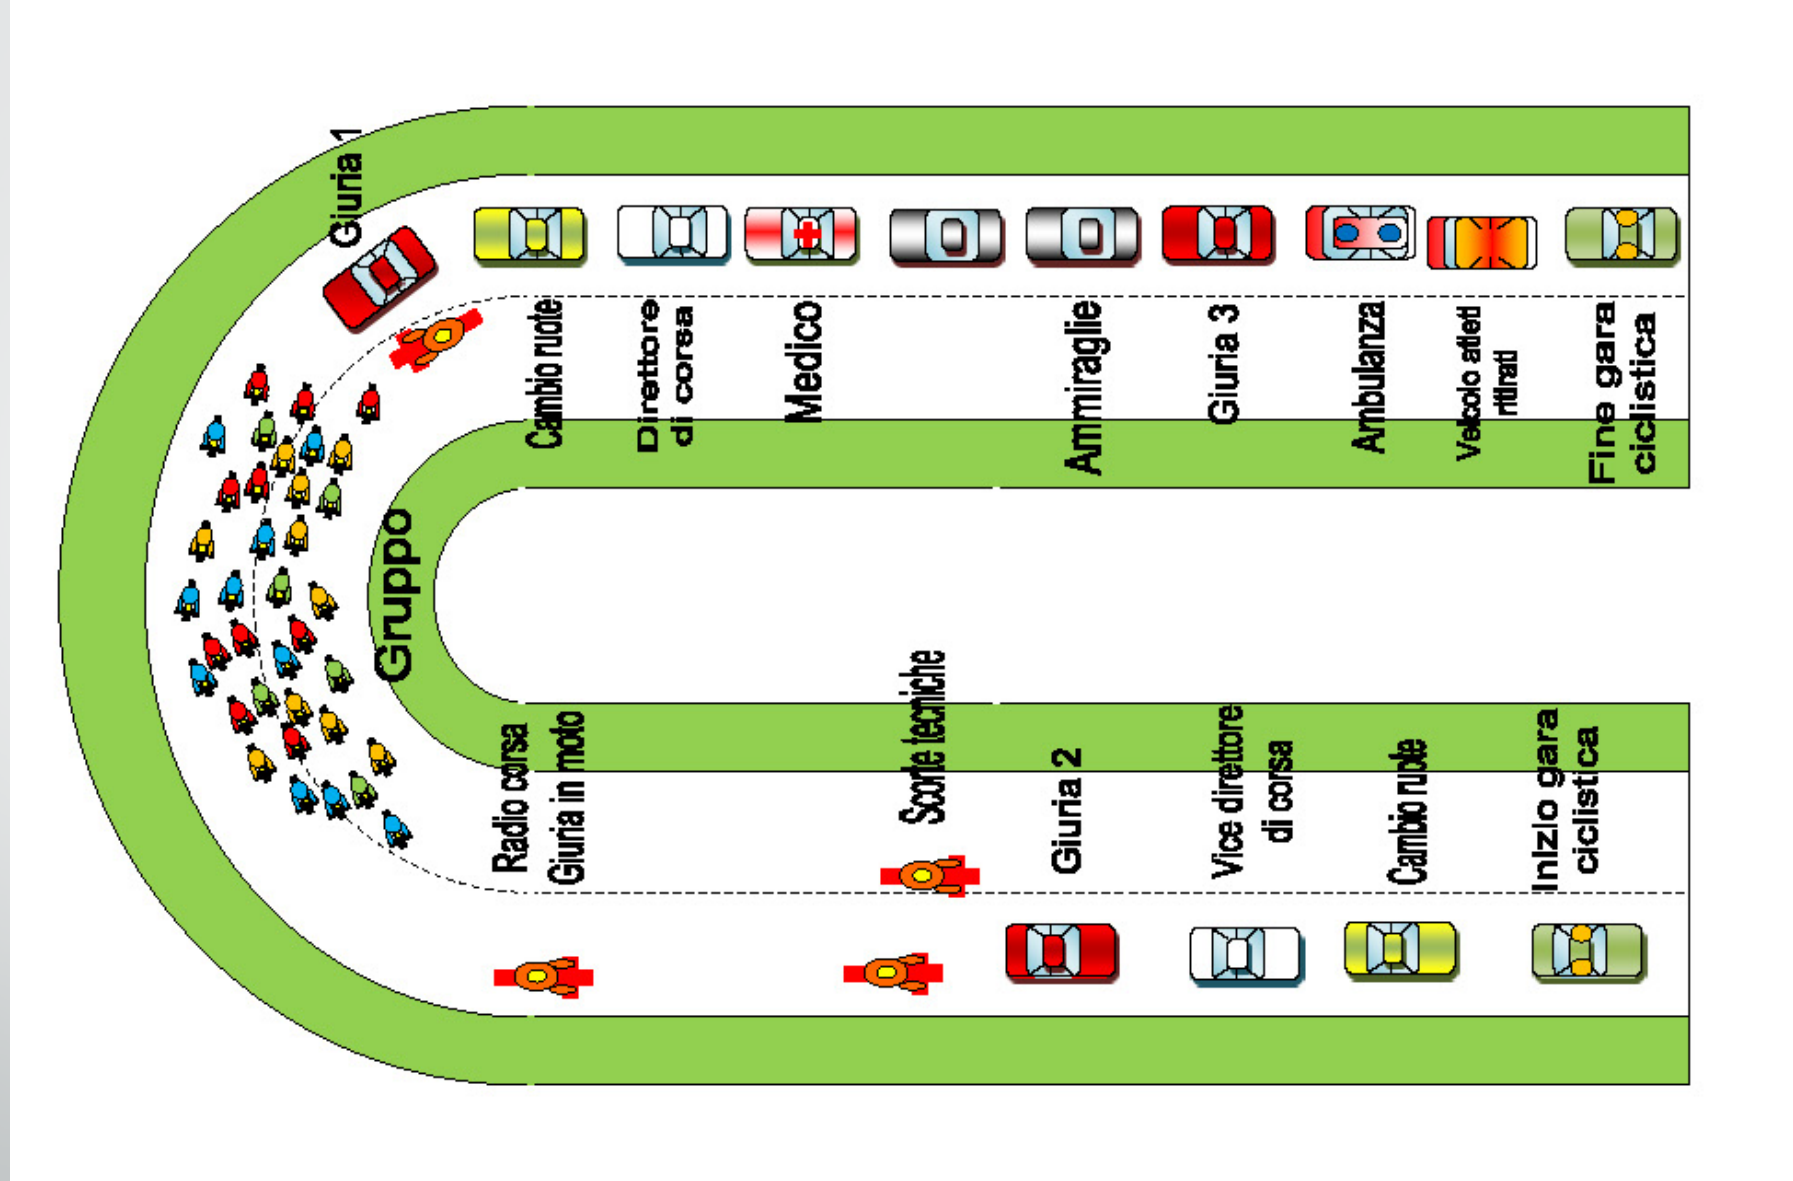 Giuria 1
Cambio ruote
Direttore
di corsa
Medico
Ammiraglie
Giuria 3
Ambulanza
Veicolo atleti
ritirati
Fine gara
ciclistica
Gruppo
Radio corsa
Giuria in moto
Scorte tecniche
Giuria 2
Vice direttore
di corsa
Cambio ruote
Inizio gara
ciclistica